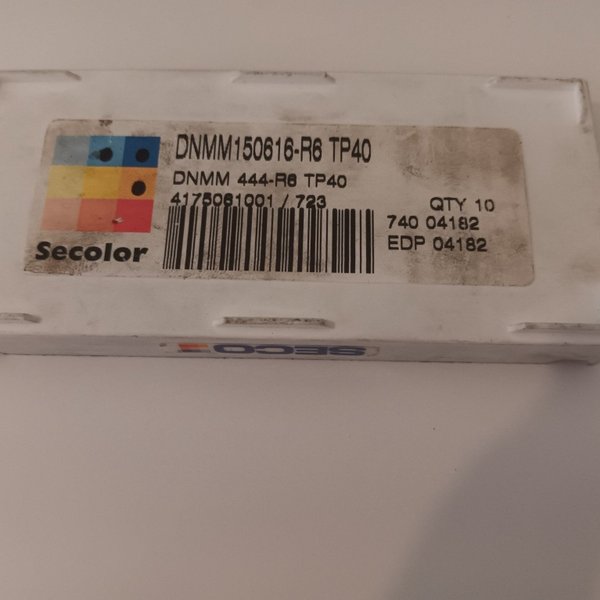 DNMM150616-R6 TP40
DNMM 444-R6 TP40
4175061001 / 723
QTY 10
740 04182
EDP 04182
Secolor
SECO